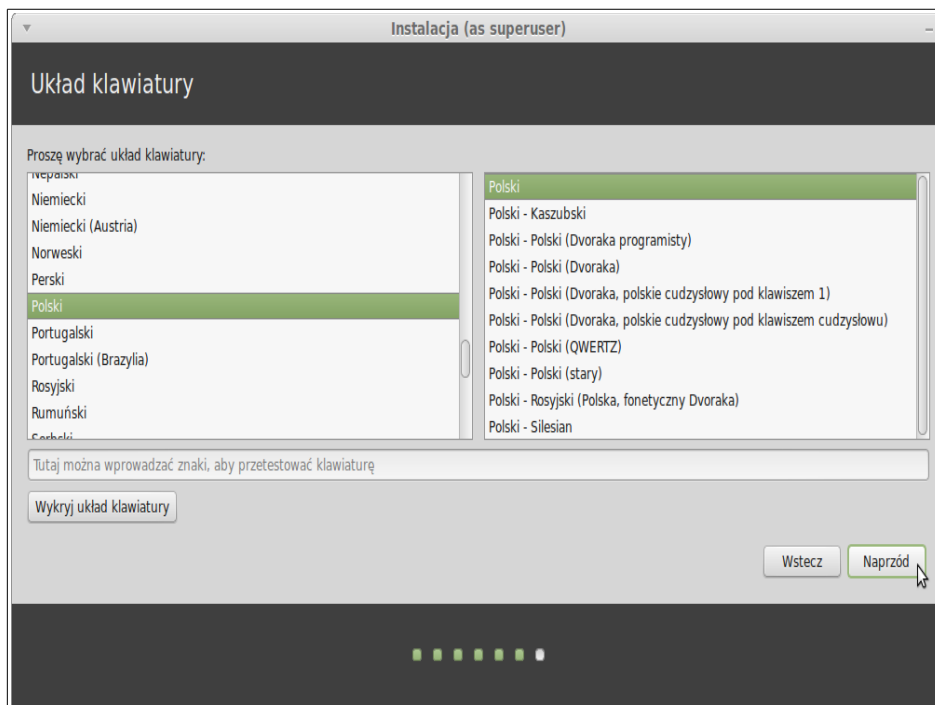 Instalacja (as superuser)
Układ klawiatury
Proszę wybrać układ klawiatury:
Nepalski
Niemiecki
Niemiecki (Austria)
Norweski
Perski
Polski
Portugalski
Portugalski (Brazylia)
Rosyjski
Rumuński
Serbski
Polski
Polski - Kaszubski
Polski - Polski (Dvoraka programisty)
Polski - Polski (Dvoraka)
Polski - Polski (Dvoraka, polskie cudzysłowy pod klawiszem 1)
Polski - Polski (Dvoraka, polskie cudzysłowy pod klawiszem cudzysłowu)
Polski - Polski (QWERTZ)
Polski - Polski (stary)
Polski - Rosyjski (Polska, fonetyczny Dvoraka)
Polski - Silesian
Tutaj można wprowadzać znaki, aby przetestować klawiaturę
Wykryj układ klawiatury
Wstecz
Naprzód